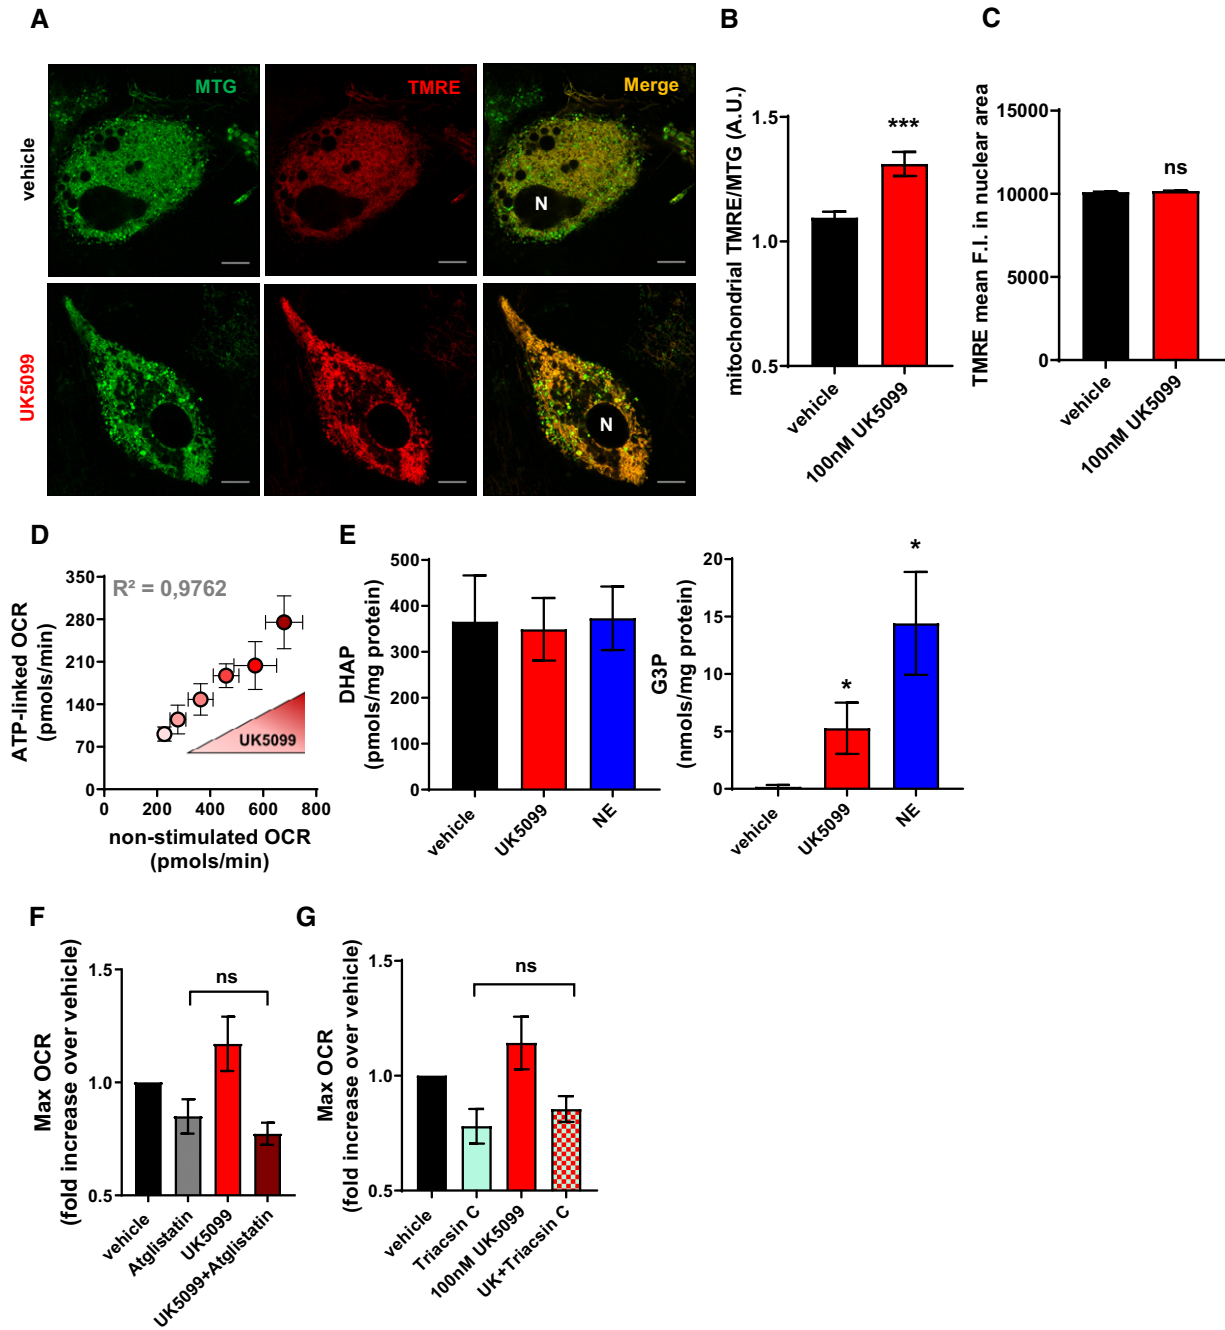 A
MTG
TMRE
Merge
vehicle
N
UK5099
N
B
mitochondrial TMRE/MTG (A.U.)
1.5
1.0
0.5
***
vehicle
100nM UK5099
C
TMRE mean F.I. in nuclear area
15000
10000
5000
0
ns
vehicle
100nM UK5099
D
R² = 0,9762
ATP-linked OCR
(pmols/min)
350
280
210
140
70
0
UK5099
0 200 400 600 800
non-stimulated OCR
(pmols/min)
E
DHAP
(pmols/mg protein)
500
400
300
200
100
0
vehicle
UK5099
NE
G3P
(nmols/mg protein)
20
15
10
5
0
*
*
vehicle
UK5099
NE
F
Max OCR
(fold increase over vehicle)
1.5
1.0
0.5
ns
vehicle
Atglistatin
UK5099
UK5099+Atglistatin
G
Max OCR
(fold increase over vehicle)
1.5
1.0
0.5
ns
vehicle
Triacsin C
100nM UK5099
UK+Triacsin C